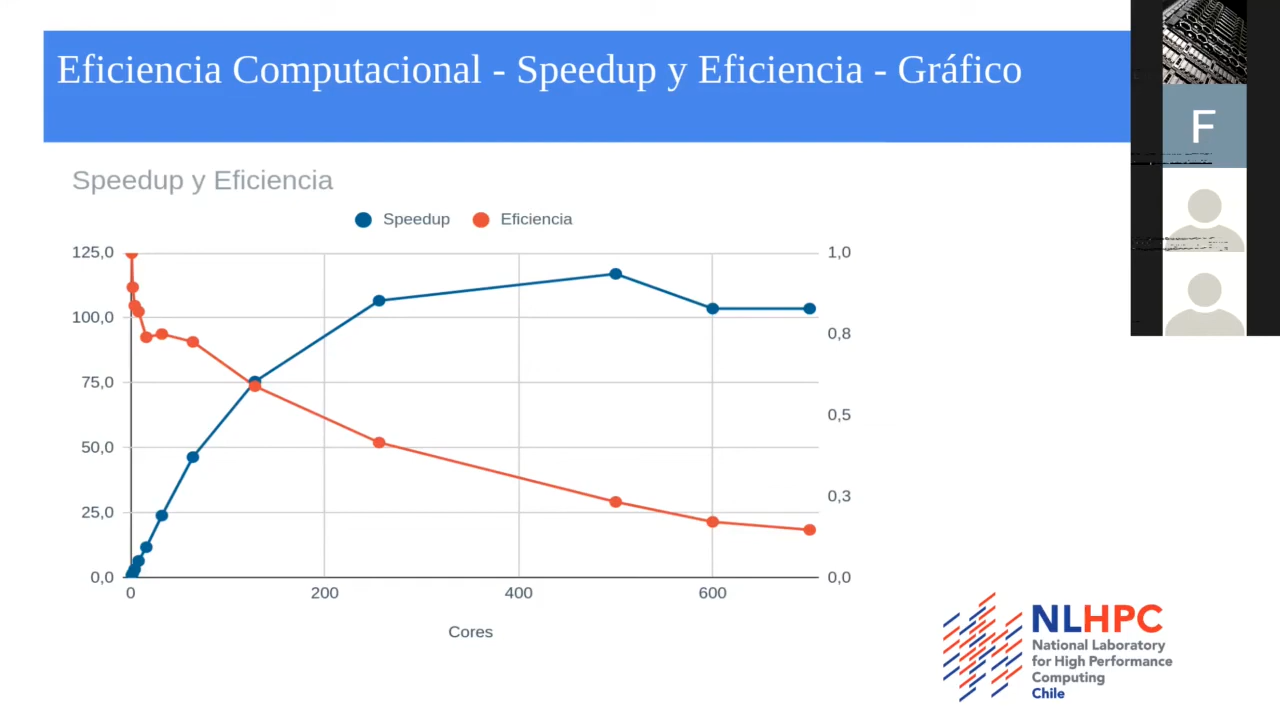 Eficiencia Computacional - Speedup y Eficiencia - Gráfico
F
Speedup y Eficiencia
Speedup
Eficiencia
125,0
100,0
75,0
50,0
25,0
0,0
1,0
0,8
0,5
0,3
0,0
0
200
400
600
Cores
NLHPC
National Laboratory
for High Performance
Computing
Chile